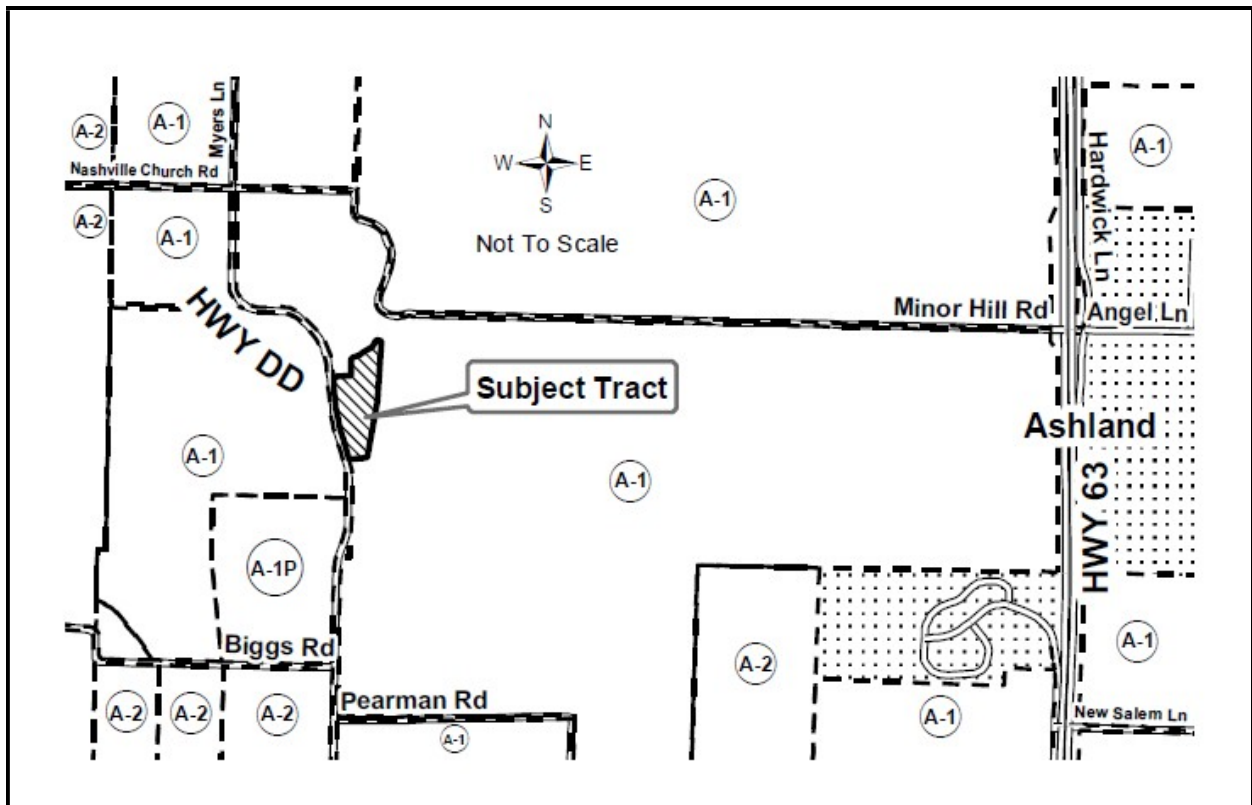 A-2
A-1
Myers Ln
Nashville Church Rd
A-2
A-1
N
W E
S
Not To Scale
A-1
Hardwick Ln
A-1
HWY DD
Minor Hill Rd
Angel Ln
Subject Tract
Ashland
HWY 63
A-1
A-1
A-1P
Biggs Rd
A-2
A-2
A-2
Pearman Rd
A-1
A-2
A-1
A-1
New Salem Ln